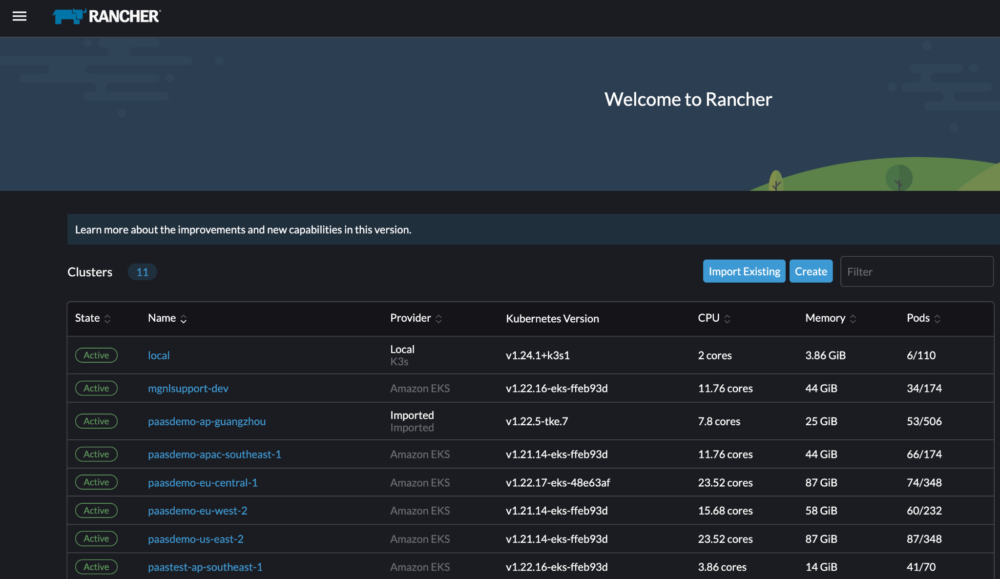 RANCHER
Welcome to Rancher
Learn more about the improvements and new capabilities in this version.
Clusters 11 Import Existing Create Filter
State Name Provider Kubernetes Version CPU Memory Pods
Active local Local K3s v1.24.1+k3s1 2 cores 3.86 GiB 6/110
Active mgnlsupport-dev Amazon EKS v1.22.16-eks-ffeb93d 11.76 cores 44 GiB 34/174
Active paasdemo-ap-guangzhou Imported Imported v1.22.5-tke.7 7.8 cores 25 GiB 53/506
Active paasdemo-apac-southeast-1 Amazon EKS v1.21.14-eks-ffeb93d 11.76 cores 44 GiB 66/174
Active paasdemo-eu-central-1 Amazon EKS v1.22.17-eks-48e63af 23.52 cores 87 GiB 74/348
Active paasdemo-eu-west-2 Amazon EKS v1.21.14-eks-ffeb93d 15.68 cores 58 GiB 60/232
Active paasdemo-us-east-2 Amazon EKS v1.21.14-eks-ffeb93d 23.52 cores 87 GiB 87/348
Active paastest-ap-southeast-1 Amazon EKS v1.22.16-eks-ffeb93d 3.86 cores 14 GiB 41/70